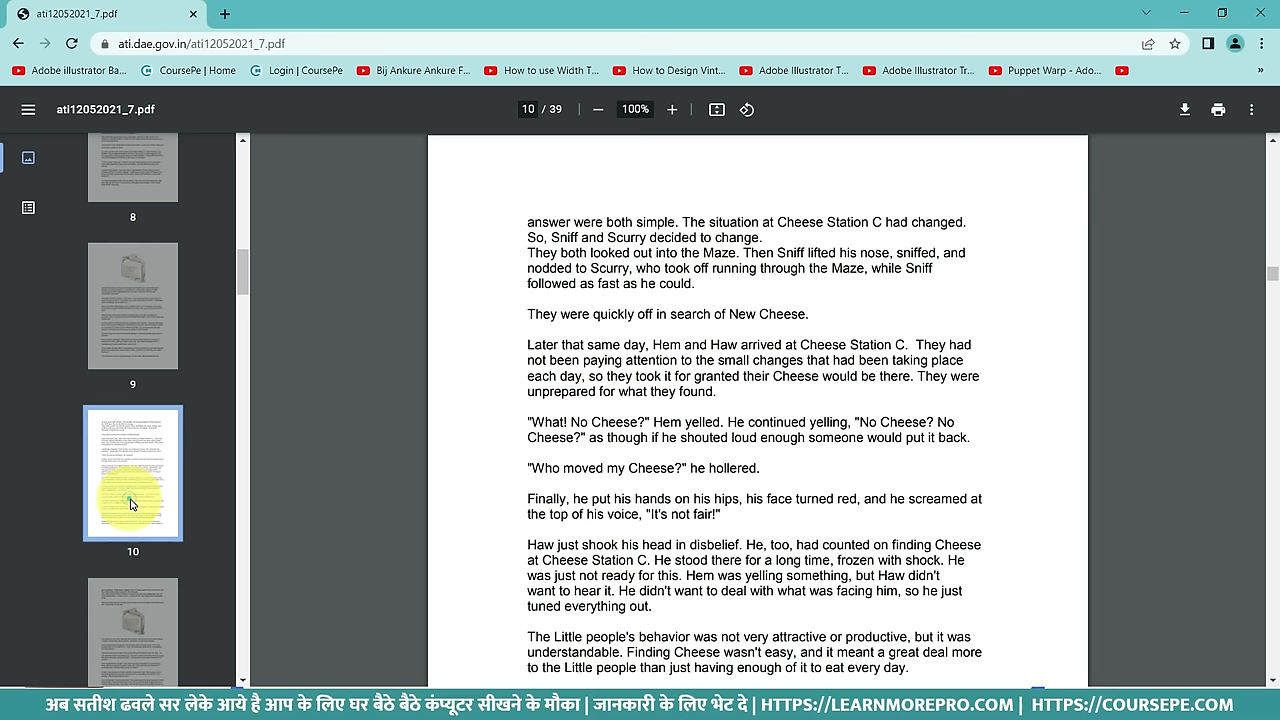 ati12052021_7.pdf
ati.dae.gov.in/ati12052021_7.pdf
Adobe illustrator Ba...
CoursePe | Home
Login | CoursePe
Bij Ankure Ankure F...
How to use Width T...
How to Design Vint...
Adobe Illustrator T...
Adobe Illustrator Tr...
Puppet Warp - Ado...
»
ati12052021_7.pdf
10 / 39
100%
8
9
10
answer were both simple. The situation at Cheese Station C had changed.
So, Sniff and Scurry decided to change.
They both looked out into the Maze. Then Sniff lifted his nose, sniffed, and
nodded to Scurry, who took off running through the Maze, while Sniff
followed as fast as he could.
They were quickly off in search of New Cheese.
Later that same day, Hem and Haw arrived at Cheese Station C. They had
not been paying attention to the small changes that had been taking place
each day, so they took it for granted their Cheese would be there. They were
unprepared for what they found.
"What! No Cheese?" Hem yelled. He continued yelling, "No Cheese? No
Cheese?" as though if he shouted loud enough someone would put it back.
"Who moved my Cheese?" he hollered.
Finally, he put his hands on his hips, his face turned red, and he screamed at
the top of his voice, "It's not fair!"
Haw just shook his head in disbelief. He, too, had counted on finding Cheese
at Cheese Station C. He stood there for a long time, frozen with shock. He
was just not ready for this. Hem was yelling something, but Haw didn't
want to hear it. He didn't want to deal with what was facing him, so he just
tuned everything out.
The Little people's behavior was not very attractive or productive, but it was
understandable. Finding Cheese wasn't easy, and it meant a great deal more
to the Little people than just having enough of it to eat every day.
अब सतीश ढवले सर लेके आये है आप के लिए घर बैठे बैठे कंप्यूटर सीखने के मौका | जानकारी के लिए भेट दे | HTTPS://LEARNMOREPRO.COM | HTTPS://COURSEPE.COM